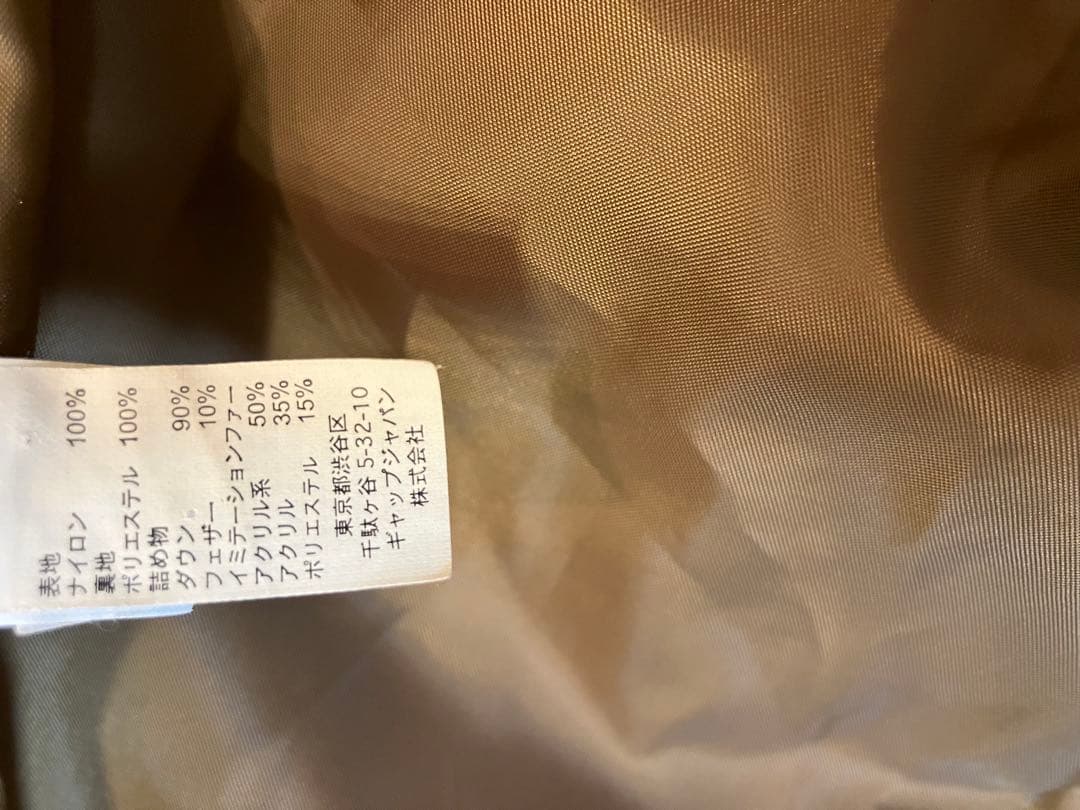 表地
ナイロン 100%
裏地
ポリエステル 100%
詰め物
ダウン 90%
フェザー 10%
イミテーションファー
アクリル系 50%
アクリル 35%
ポリエステル 15%
東京都渋谷区
千駄ヶ谷 5-32-10
ギャップジャパン
株式会社